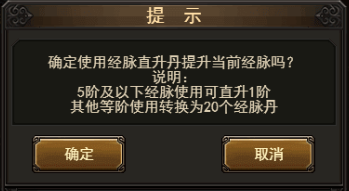 提 示
确定使用经脉直升丹提升当前经脉吗？
说明：
5阶及以下经脉使用可直升1阶
其他等阶使用转换为20个经脉丹
确定
取消